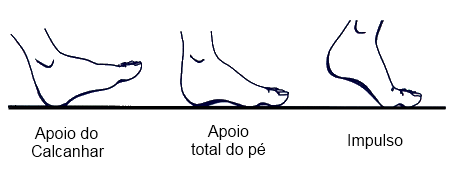 Apoio do
Calcanhar
Apoio
total do pé
Impulso